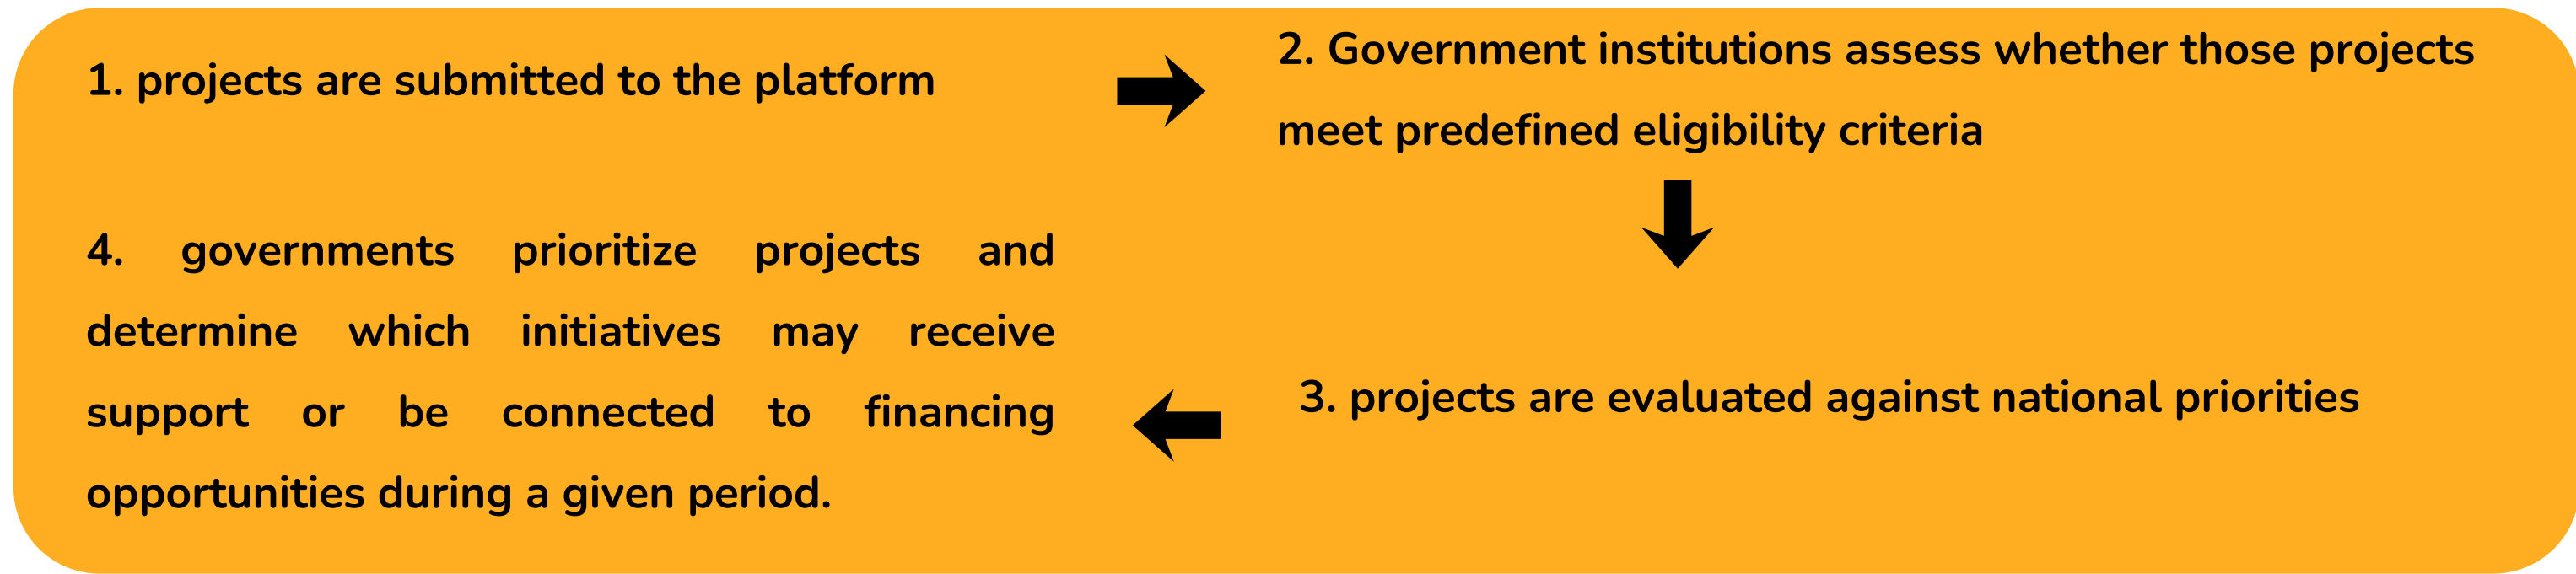 1. projects are submitted to the platform
2. Government institutions assess whether those projects
meet predefined eligibility criteria
3. projects are evaluated against national priorities
4. governments prioritize projects and
determine which initiatives may receive
support or be connected to financing
opportunities during a given period.